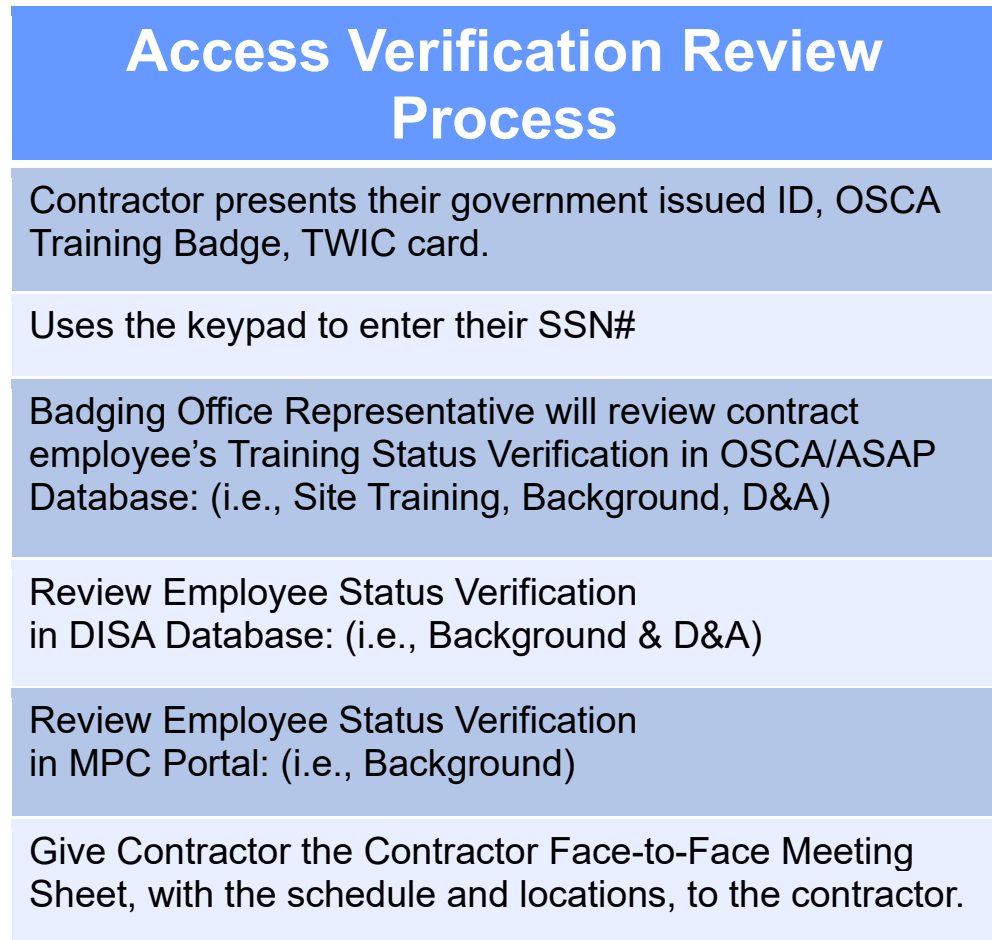 Access Verification Review
Process
Contractor presents their government issued ID, OSCA
Training Badge, TWIC card.
Uses the keypad to enter their SSN#
Badging Office Representative will review contract
employee’s Training Status Verification in OSCA/ASAP
Database: (i.e., Site Training, Background, D&A)
Review Employee Status Verification
in DISA Database: (i.e., Background & D&A)
Review Employee Status Verification
in MPC Portal: (i.e., Background)
Give Contractor the Contractor Face-to-Face Meeting
Sheet, with the schedule and locations, to the contractor.